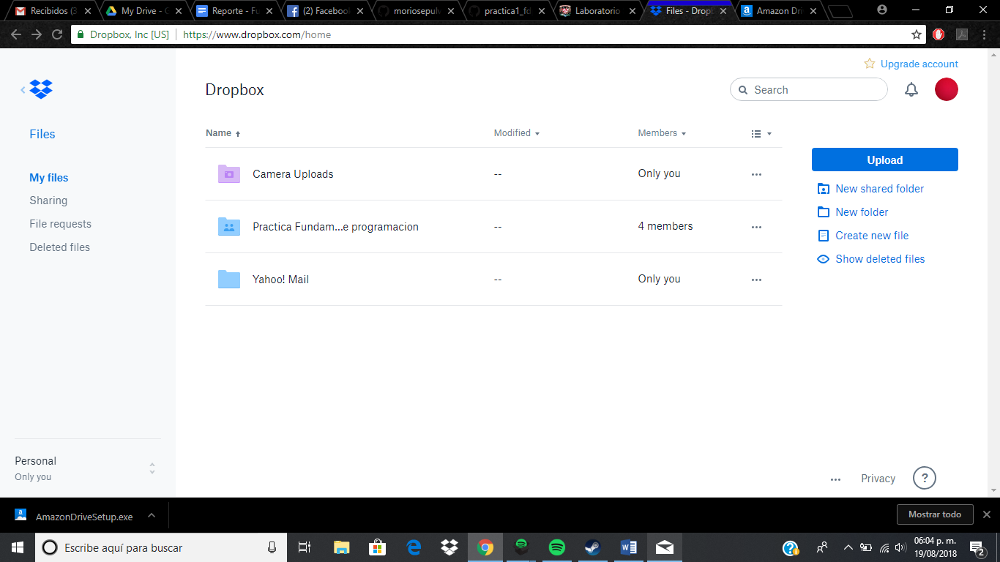 Recibidos (3
My Drive - G
Reporte - Fu
(2) Facebook
moriosepulv
practica1_fd
Laboratorio
Files - Dropb
Amazon Dri
Dropbox, Inc [US] | https://www.dropbox.com/home
Upgrade account
Dropbox
Search
Files
My files
Sharing
File requests
Deleted files
Name Modified Members
Camera Uploads -- Only you
Practica Fundam...e programacion -- 4 members
Yahoo! Mail -- Only you
Upload
New shared folder
New folder
Create new file
Show deleted files
Personal
Only you
Privacy
?
AmazonDriveSetup.exe
Mostrar todo
Escribe aquí para buscar
06:04 p. m.
19/08/2018
2